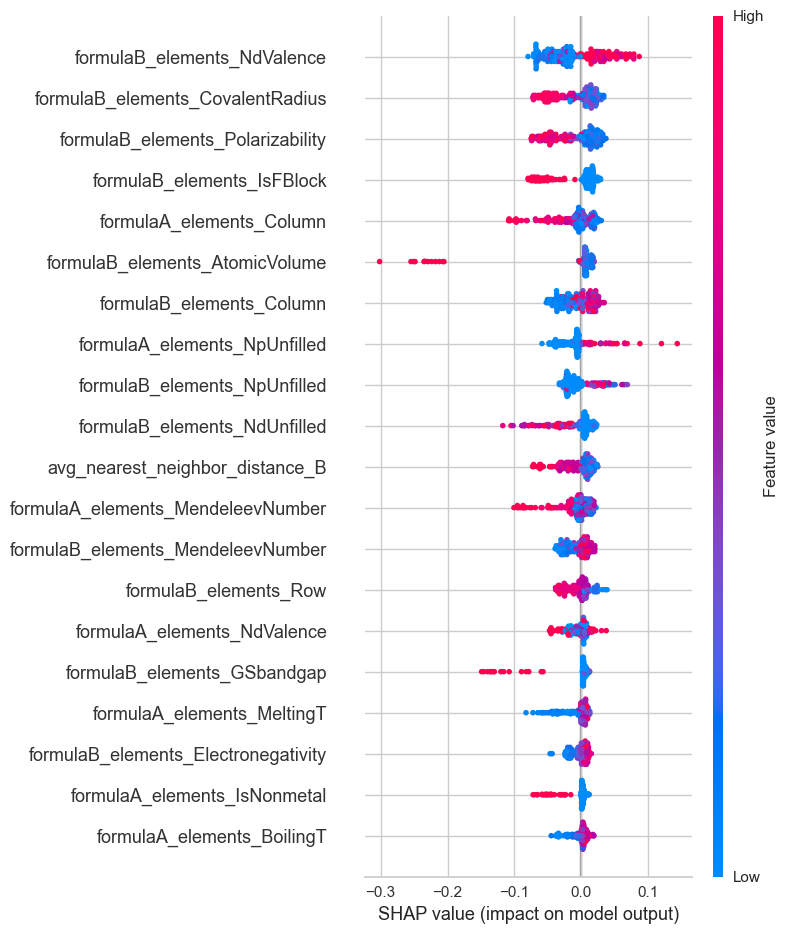 High
formulaB_elements_NdValence
formulaB_elements_CovalentRadius
formulaB_elements_Polarizability
formulaB_elements_IsFBlock
formulaA_elements_Column
formulaB_elements_AtomicVolume
formulaB_elements_Column
formulaA_elements_NpUnfilled
formulaB_elements_NpUnfilled
formulaB_elements_NdUnfilled
avg_nearest_neighbor_distance_B
formulaA_elements_MendeleevNumber
formulaB_elements_MendeleevNumber
formulaB_elements_Row
formulaA_elements_NdValence
formulaB_elements_GSbandgap
formulaA_elements_MeltingT
formulaB_elements_Electronegativity
formulaA_elements_IsNonmetal
formulaA_elements_BoilingT
Feature value
Low
−0.3 −0.2 −0.1 0.0 0.1
SHAP value (impact on model output)